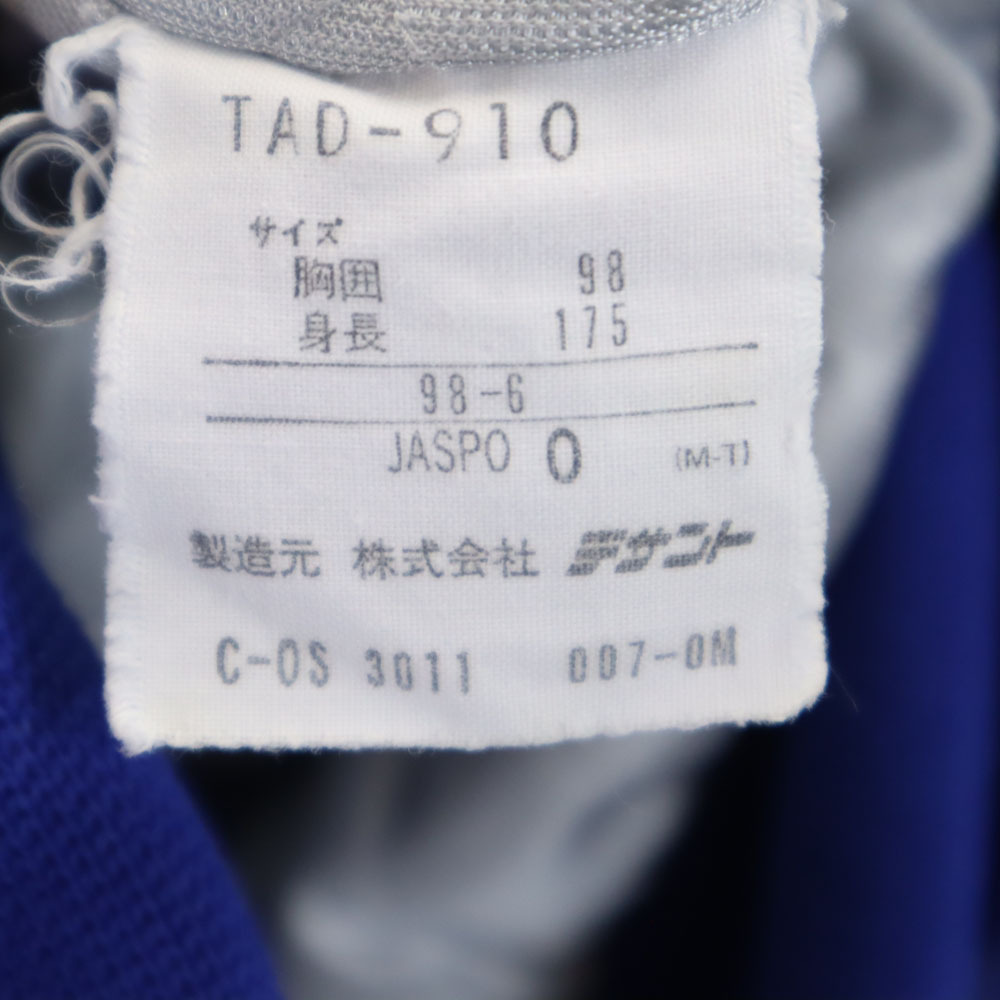 TAD-910
サイズ
胸囲 98
身長 175
98-6
JASPO O (M-T)
製造元 株式会社 デサント
C-OS 3011 007-0M